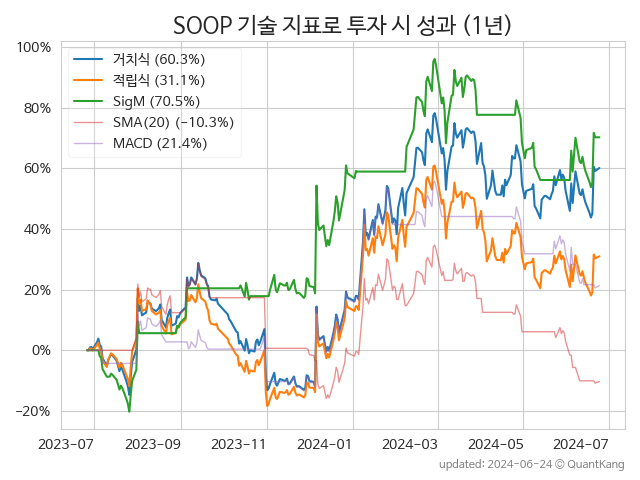 SOOP 기술 지표로 투자 시 성과 (1년)
100%
80%
60%
40%
20%
0%
−20%
거치식 (60.3%)
적립식 (31.1%)
SigM (70.5%)
SMA(20) (−10.3%)
MACD (21.4%)
2023-07 2023-09 2023-11 2024-01 2024-03 2024-05 2024-07
updated: 2024-06-24 © QuantKang